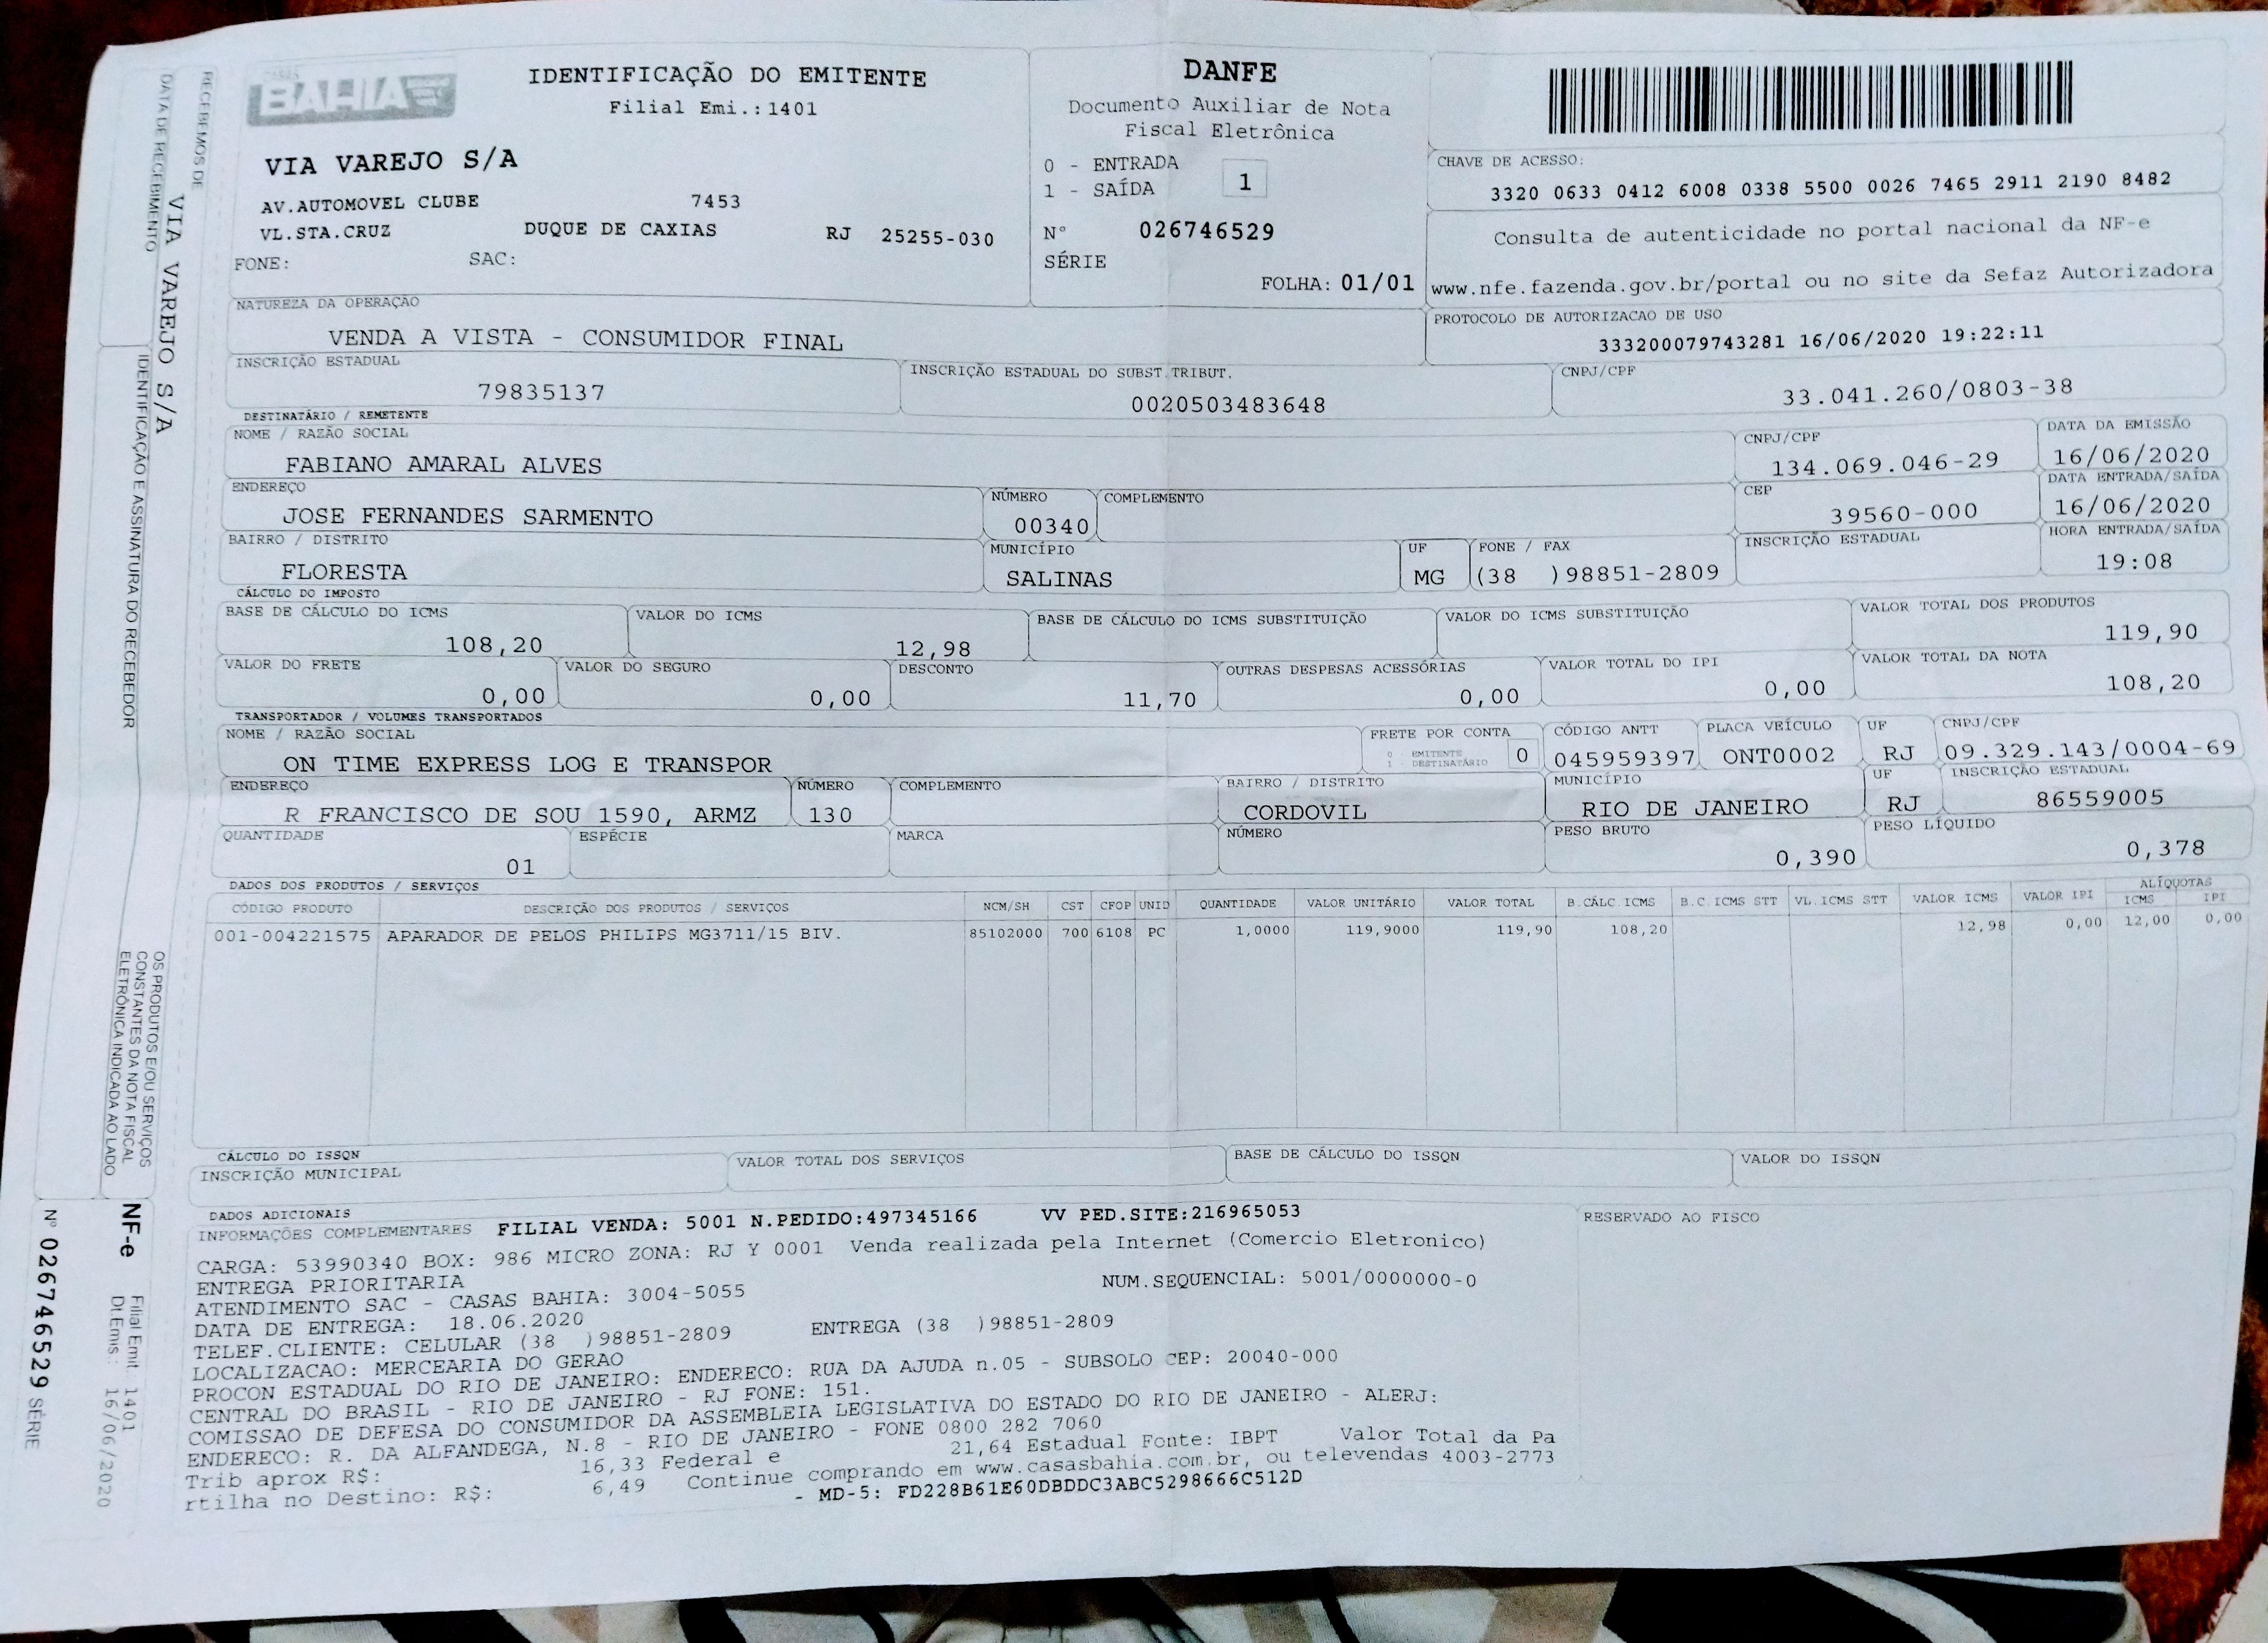 CASAS
BAHIA
IDENTIFICAÇÃO DO EMITENTE
Filial Emi.:1401
VIA VAREJO S/A
AV.AUTOMOVEL CLUBE 7453
VL.STA.CRUZ DUQUE DE CAXIAS RJ 25255-030
FONE: SAC:
DANFE
Documento Auxiliar de Nota
Fiscal Eletrônica
0 - ENTRADA
1 - SAÍDA 1
N° 026746529
SÉRIE
FOLHA: 01/01
CHAVE DE ACESSO:
3320 0633 0412 6008 0338 5500 0026 7465 2911 2190 8482
Consulta de autenticidade no portal nacional da NF-e
www.nfe.fazenda.gov.br/portal ou no site da Sefaz Autorizadora
NATUREZA DA OPERAÇÃO
VENDA A VISTA - CONSUMIDOR FINAL
PROTOCOLO DE AUTORIZACAO DE USO
333200079743281 16/06/2020 19:22:11
INSCRIÇÃO ESTADUAL INSCRIÇÃO ESTADUAL DO SUBST.TRIBUT. CNPJ/CPF
79835137 0020503483648 33.041.260/0803-38
DESTINATÁRIO / REMETENTE
NOME / RAZÃO SOCIAL CNPJ/CPF DATA DA EMISSÃO
FABIANO AMARAL ALVES 134.069.046-29 16/06/2020
ENDEREÇO NÚMERO COMPLEMENTO CEP DATA ENTRADA/SAÍDA
JOSE FERNANDES SARMENTO 00340 39560-000 16/06/2020
BAIRRO / DISTRITO MUNICÍPIO UF FONE / FAX INSCRIÇÃO ESTADUAL HORA ENTRADA/SAÍDA
FLORESTA SALINAS MG (38 )98851-2809 19:08
CÁLCULO DO IMPOSTO
BASE DE CÁLCULO DO ICMS VALOR DO ICMS BASE DE CÁLCULO DO ICMS SUBSTITUIÇÃO VALOR DO ICMS SUBSTITUIÇÃO VALOR TOTAL DOS PRODUTOS
108,20 12,98 119,90
VALOR DO FRETE VALOR DO SEGURO DESCONTO OUTRAS DESPESAS ACESSÓRIAS VALOR TOTAL DO IPI VALOR TOTAL DA NOTA
0,00 0,00 11,70 0,00 0,00 108,20
TRANSPORTADOR / VOLUMES TRANSPORTADOS
NOME / RAZÃO SOCIAL FRETE POR CONTA CÓDIGO ANTT PLACA VEÍCULO UF CNPJ/CPF
ON TIME EXPRESS LOG E TRANSPOR 0 - EMITENTE 1 - DESTINATÁRIO 0 045959397 ONT0002 RJ 09.329.143/0004-69
ENDEREÇO NÚMERO COMPLEMENTO BAIRRO / DISTRITO MUNICÍPIO UF INSCRIÇÃO ESTADUAL
R FRANCISCO DE SOU 1590, ARMZ 130 CORDOVIL RIO DE JANEIRO RJ 86559005
QUANTIDADE ESPÉCIE MARCA NÚMERO PESO BRUTO PESO LÍQUIDO
01 0,390 0,378
DADOS DOS PRODUTOS / SERVIÇOS
CÓDIGO PRODUTO DESCRIÇÃO DOS PRODUTOS / SERVIÇOS NCM/SH CST CFOP UNID QUANTIDADE VALOR UNITÁRIO VALOR TOTAL B.CÁLC.ICMS B.C.ICMS STT VL.ICMS STT VALOR ICMS VALOR IPI ALÍQUOTAS ICMS IPI
001-004221575 APARADOR DE PELOS PHILIPS MG3711/15 BIV. 85102000 700 6108 PC 1,0000 119,9000 119,90 108,20 12,98 0,00 12,00 0,00
CÁLCULO DO ISSQN
INSCRIÇÃO MUNICIPAL VALOR TOTAL DOS SERVIÇOS BASE DE CÁLCULO DO ISSQN VALOR DO ISSQN
DADOS ADICIONAIS
INFORMAÇÕES COMPLEMENTARES FILIAL VENDA: 5001 N.PEDIDO:497345166 VV PED.SITE:216965053
RESERVADO AO FISCO
CARGA: 53990340 BOX: 986 MICRO ZONA: RJ Y 0001 Venda realizada pela Internet (Comercio Eletronico)
ENTREGA PRIORITARIA NUM.SEQUENCIAL: 5001/0000000-0
ATENDIMENTO SAC - CASAS BAHIA: 3004-5055
DATA DE ENTREGA: 18.06.2020
TELEF.CLIENTE: CELULAR (38 )98851-2809 ENTREGA (38 )98851-2809
LOCALIZACAO: MERCEARIA DO GERAO
PROCON ESTADUAL DO RIO DE JANEIRO: ENDERECO: RUA DA AJUDA n.05 - SUBSOLO CEP: 20040-000
CENTRAL DO BRASIL - RIO DE JANEIRO - RJ FONE: 151.
COMISSAO DE DEFESA DO CONSUMIDOR DA ASSEMBLEIA LEGISLATIVA DO ESTADO DO RIO DE JANEIRO - ALERJ:
ENDERECO: R. DA ALFANDEGA, N.8 - RIO DE JANEIRO - FONE 0800 282 7060
Trib aprox R$: 16,33 Federal e 21,64 Estadual Fonte: IBPT Valor Total da Pa
rtilha no Destino: R$: 6,49 Continue comprando em www.casasbahia.com.br, ou televendas 4003-2773
- MD-5: FD228B61E60DBDDC3ABC5298666C512D
RECEBEMOS DE
VIA VAREJO S/A
DATA DE RECEBIMENTO
IDENTIFICAÇÃO E ASSINATURA DO RECEBEDOR
OS PRODUTOS E/OU SERVIÇOS
CONSTANTES DA NOTA FISCAL
ELETRÔNICA INDICADA AO LADO
NF-e
Filial Emit. 1401
Dt.Emis.: 16/06/2020
Nº 026746529 SÉRIE